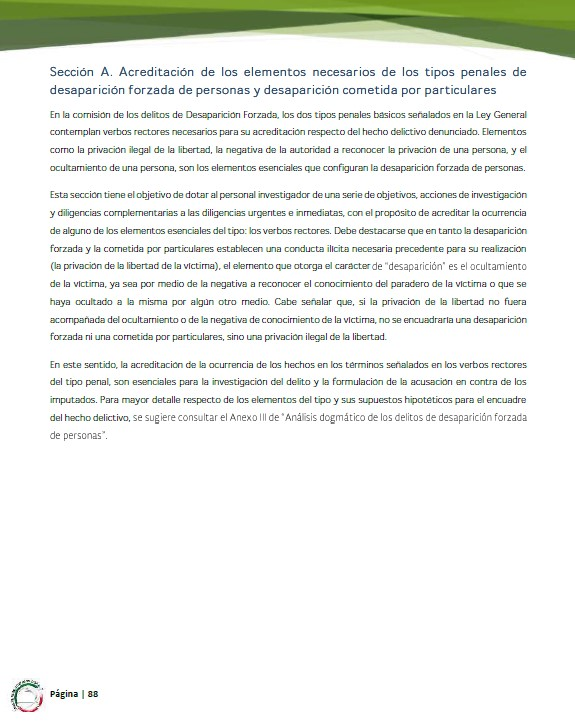 Sección A. Acreditación de los elementos necesarios de los tipos penales de
desaparición forzada de personas y desaparición cometida por particulares
En la comisión de los delitos de Desaparición Forzada, los dos tipos penales básicos señalados en la Ley General
contemplan verbos rectores necesarios para su acreditación respecto del hecho delictivo denunciado. Elementos
como la privación ilegal de la libertad, la negativa de la autoridad a reconocer la privación de una persona, y el
ocultamiento de una persona, son los elementos esenciales que configuran la desaparición forzada de personas.
Esta sección tiene el objetivo de dotar al personal investigador de una serie de objetivos, acciones de investigación
y diligencias complementarias a las diligencias urgentes e inmediatas, con el propósito de acreditar la ocurrencia
de alguno de los elementos esenciales del tipo: los verbos rectores. Debe destacarse que en tanto la desaparición
forzada y la cometida por particulares establecen una conducta ilícita necesaria precedente para su realización
(la privación de la libertad de la víctima), el elemento que otorga el carácter de "desaparición" es el ocultamiento
de la víctima, ya sea por medio de la negativa a reconocer el conocimiento del paradero de la víctima o que se
haya ocultado a la misma por algún otro medio. Cabe señalar que, si la privación de la libertad no fuera
acompañada del ocultamiento o de la negativa de conocimiento de la víctima, no se encuadraría una desaparición
forzada ni una cometida por particulares, sino una privación ilegal de la libertad.
En este sentido, la acreditación de la ocurrencia de los hechos en los términos señalados en los verbos rectores
del tipo penal, son esenciales para la investigación del delito y la formulación de la acusación en contra de los
imputados. Para mayor detalle respecto de los elementos del tipo y sus supuestos hipotéticos para el encuadre
del hecho delictivo, se sugiere consultar el Anexo III de "Análisis dogmático de los delitos de desaparición forzada
de personas".
Página | 88